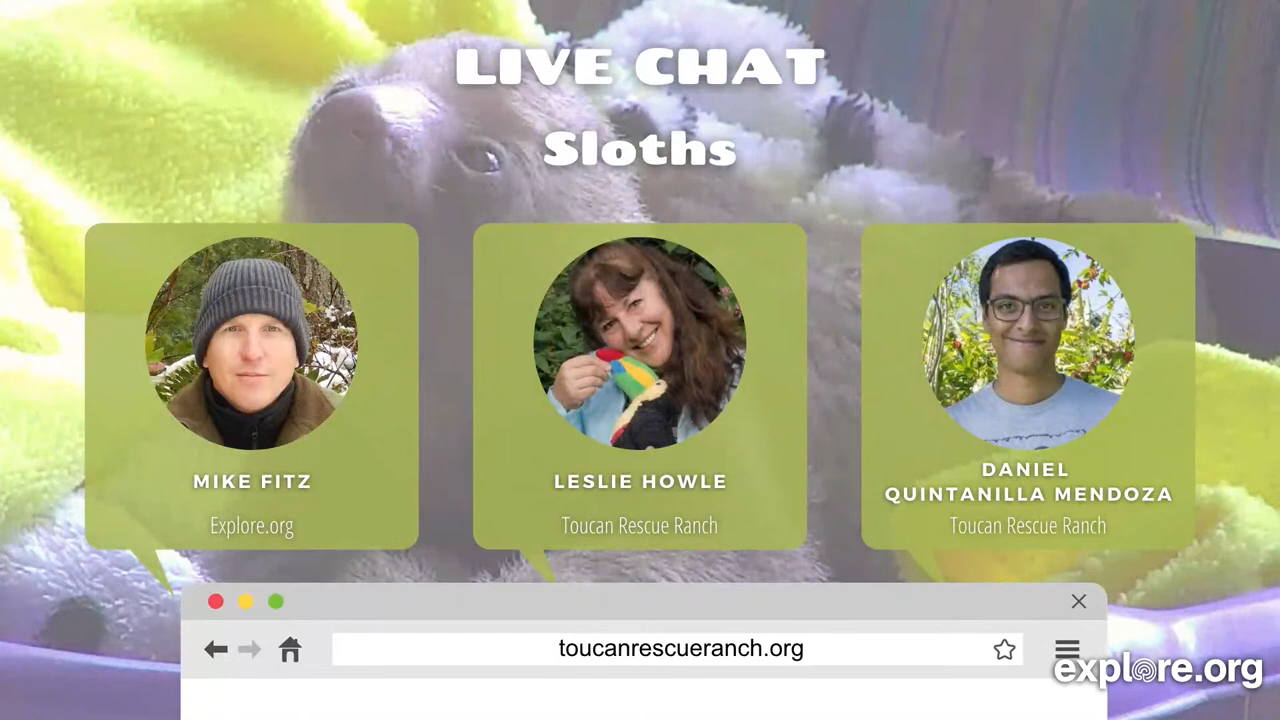 LIVE CHAT
Sloths
MIKE FITZ
Explore.org
LESLIE HOWLE
Toucan Rescue Ranch
DANIEL
QUINTANILLA MENDOZA
Toucan Rescue Ranch
toucanrescueranch.org
explore.org